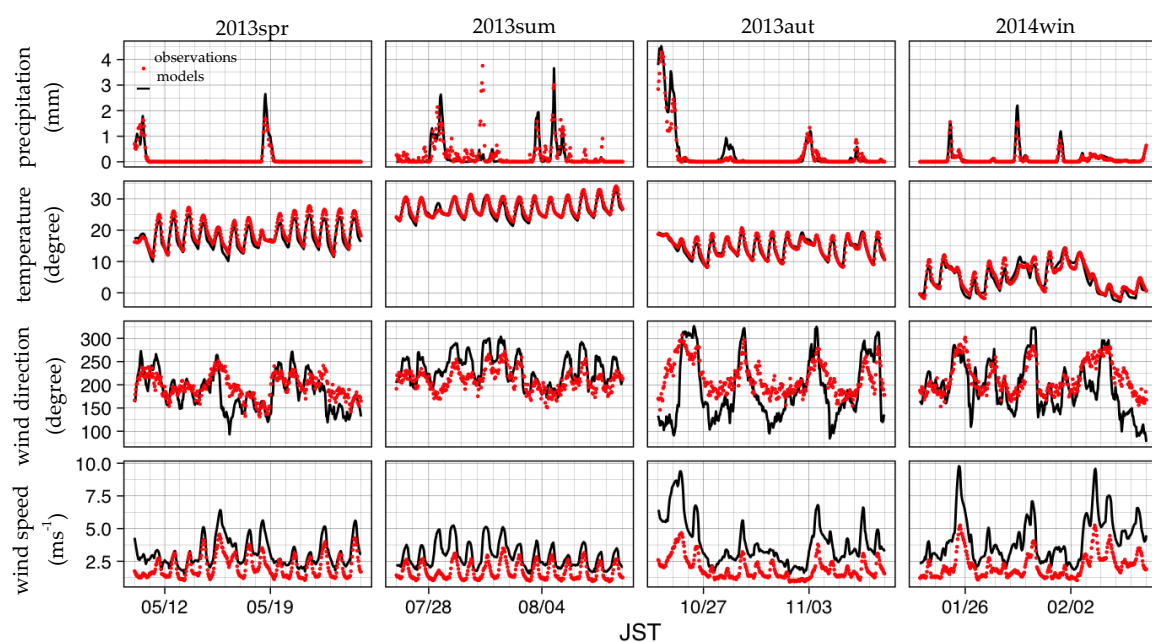 2013spr 2013sum 2013aut 2014win
observations
models
precipitation
(mm)
4
3
2
1
0
temperature
(degree)
30
20
10
0
wind direction
(degree)
300
250
200
150
100
wind speed
(ms⁻¹)
10.0
7.5
5.0
2.5
05/12 05/19 07/28 08/04 10/27 11/03 01/26 02/02
JST